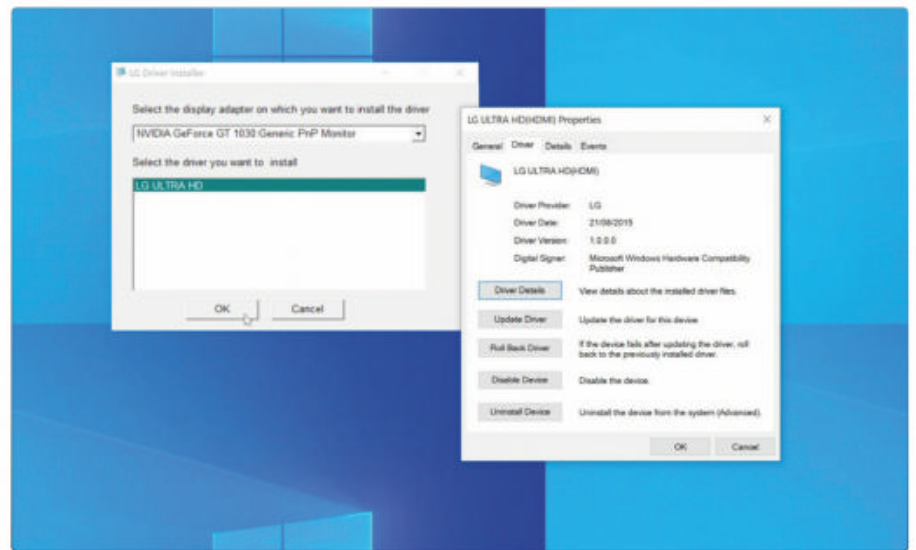 LG Driver Installer
Select the display adapter on which you want to install the driver
NVIDIA GeForce GT 1030 Generic PnP Monitor
Select the driver you want to install
LG ULTRA HD
OK
Cancel
LG ULTRA HD(HDMI) Properties
General
Driver
Details
Events
LG ULTRA HD(HDMI)
Driver Provider:
LG
Driver Date:
21/08/2015
Driver Version:
1.0.0.0
Digital Signer:
Microsoft Windows Hardware Compatibility
Publisher
Driver Details
View details about the installed driver files.
Update Driver
Update the driver for this device.
Roll Back Driver
If the device fails after updating the driver, roll
back to the previously installed driver.
Disable Device
Disable the device.
Uninstall Device
Uninstall the device from the system (Advanced).
OK
Cancel